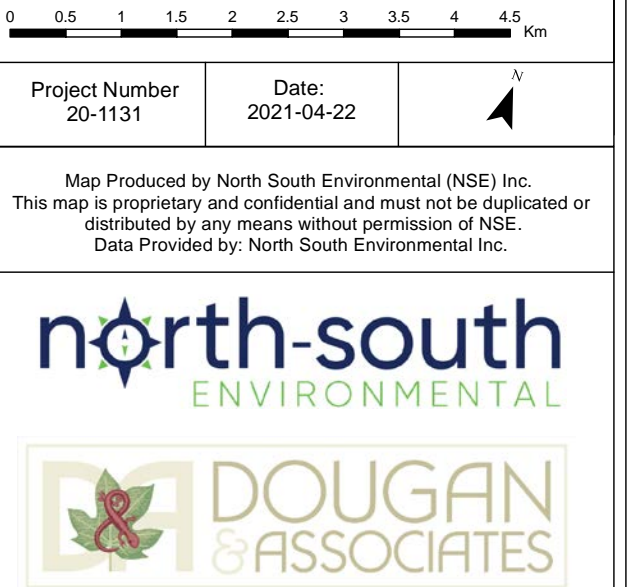 0 0.5 1 1.5 2 2.5 3 3.5 4 4.5
Km
Project Number
20-1131
Date:
2021-04-22
N
Map Produced by North South Environmental (NSE) Inc.
This map is proprietary and confidential and must not be duplicated or
distributed by any means without permission of NSE.
Data Provided by: North South Environmental Inc.
north-south
ENVIRONMENTAL
D&A
DOUGAN
& ASSOCIATES